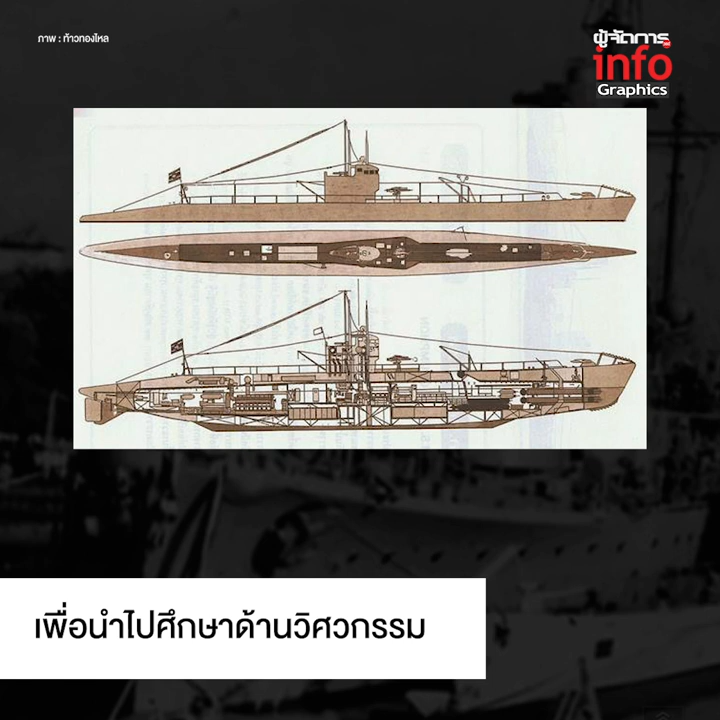 ภาพ : ท้าวทองไหล
ผู้จัดการ
info
Graphics
เพื่อนำไปศึกษาด้านวิศวกรรม